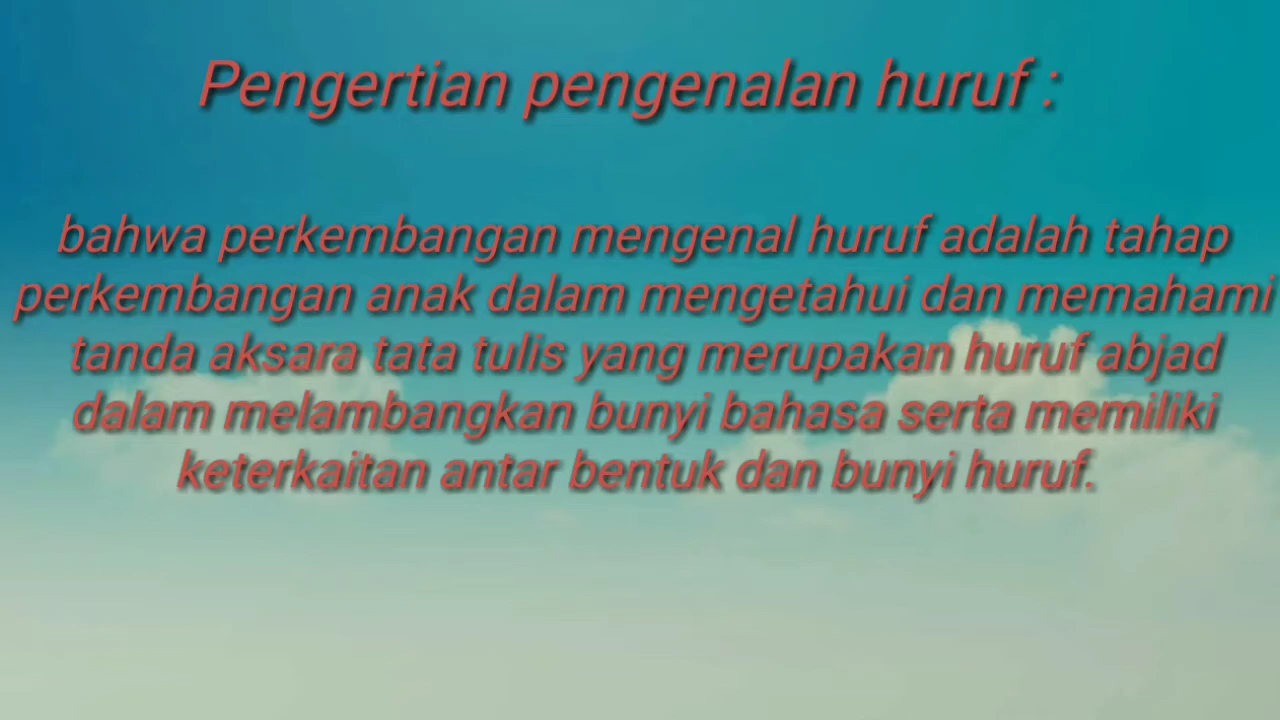 Pengertian pengenalan huruf :
bahwa perkembangan mengenal huruf adalah tahap
perkembangan anak dalam mengetahui dan memahami
tanda aksara tata tulis yang merupakan huruf abjad
dalam melambangkan bunyi bahasa serta memiliki
keterkaitan antar bentuk dan bunyi huruf.